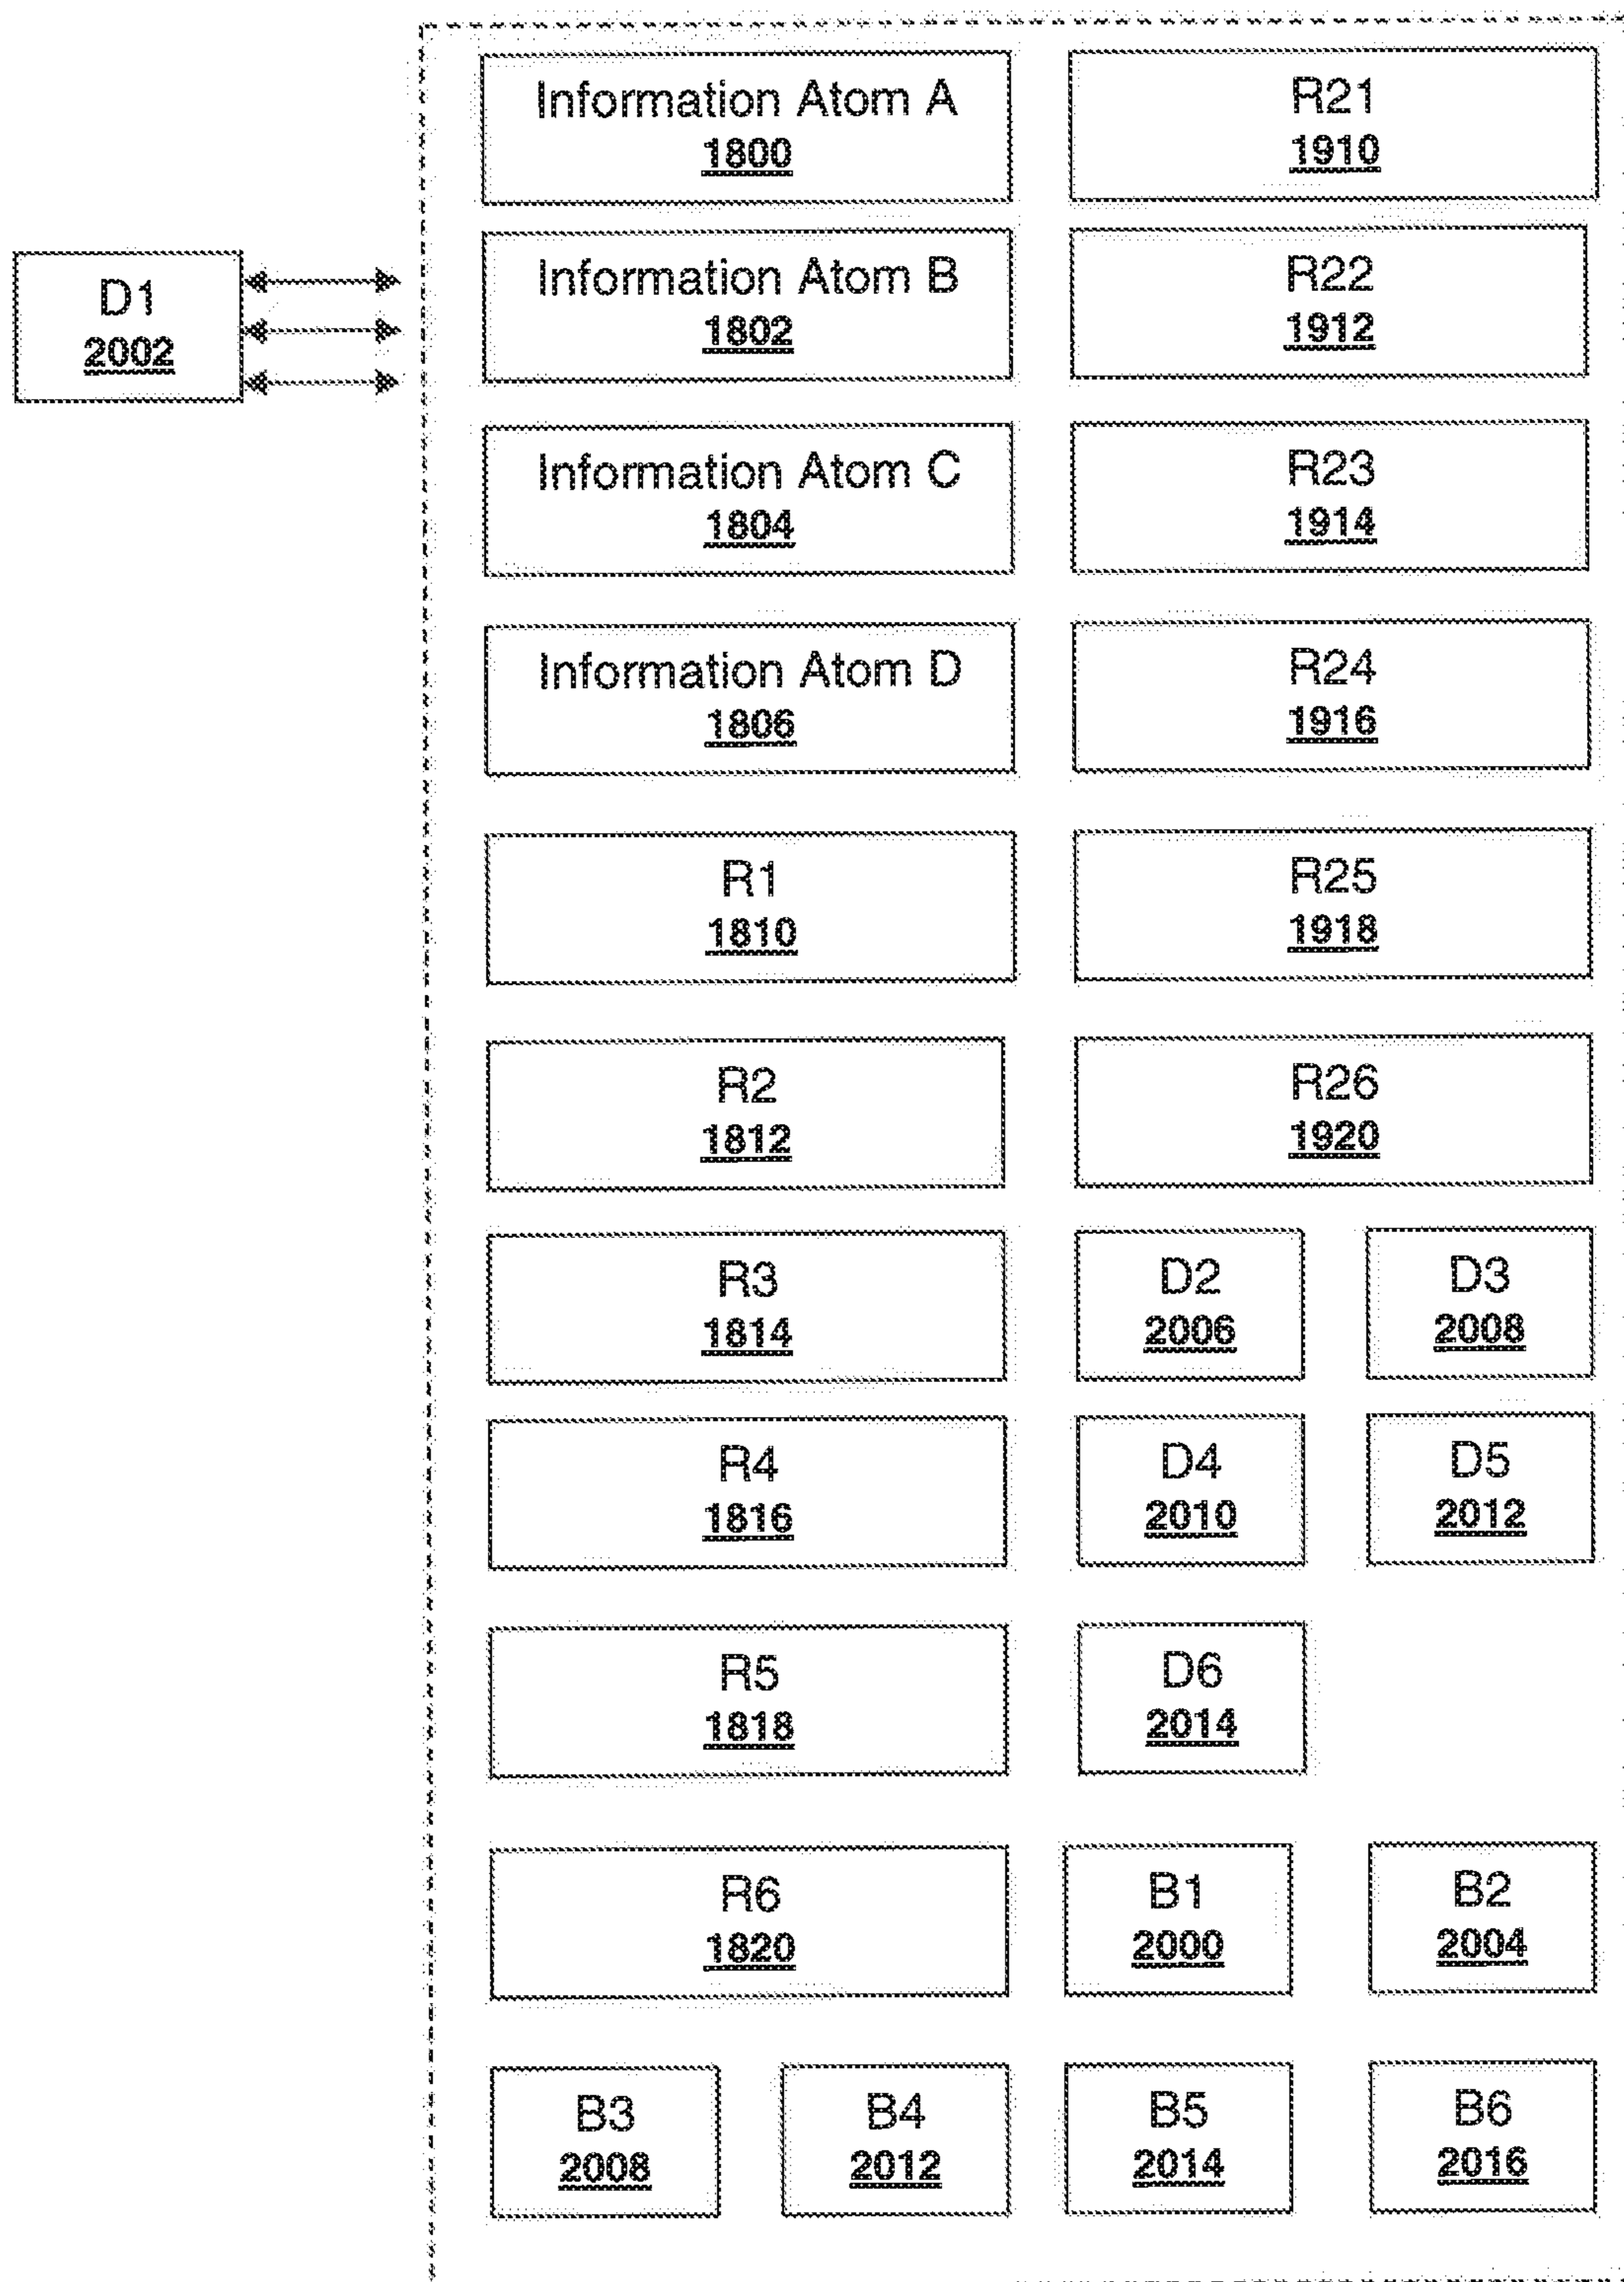 Information Atom A
1800
R21
1910
D1
2002
Information Atom B
1802
R22
1912
Information Atom C
1804
R23
1914
Information Atom D
1806
R24
1916
R1
1810
R25
1918
R2
1812
R26
1920
R3
1814
D2
2006
D3
2008
R4
1816
D4
2010
D5
2012
R5
1818
D6
2014
R6
1820
B1
2000
B2
2004
B3
2008
B4
2012
B5
2014
B6
2016